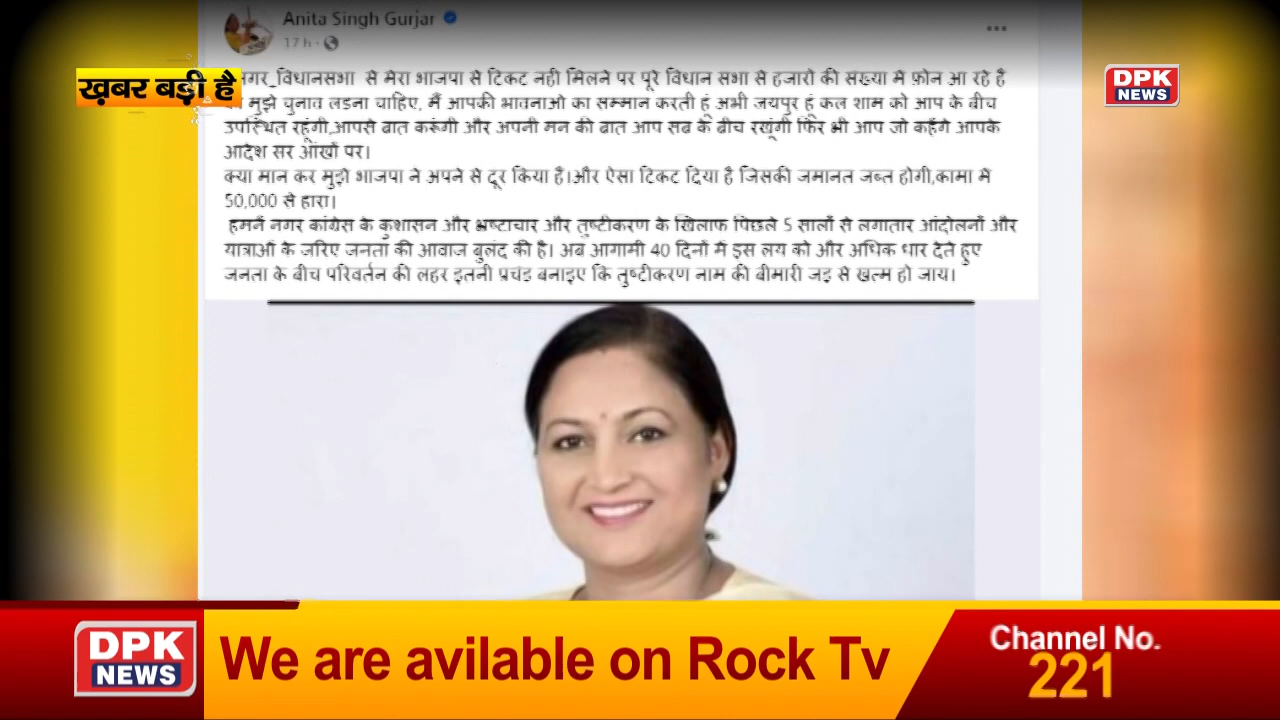 Anita Singh Gurjar
17 h
ख़बर बड़ी है
DPK
NEWS
नगर_विधानसभा से मेरा भाजपा से टिकट नही मिलने पर पूरे विधान सभा से हजारो की संख्या में फ़ोन आ रहे है
मुझे चुनाव लडना चाहिए, मैं आपकी भावनाओ का सम्मान करती हूं अभी जयपुर हूं कल शाम को आप के बीच
उपस्थित रहूंगी,आपसे बात करूंगी और अपनी मन की बात आप सब के बीच रखूंगी फिर भी आप जो कहेंगे आपके
आदेश सर आंखों पर।
क्या मान कर मुझे भाजपा ने अपने से दूर किया है।और ऐसा टिकट दिया है जिसकी जमानत जब्त होगी,कामा मे
50,000 से हारा।
हमनें नगर कांग्रेस के कुशासन और भ्रष्टाचार और तुष्टीकरण के खिलाफ पिछले 5 सालों से लगातार आंदोलनों और
यात्राओं के जरिए जनता की आवाज बुलंद की है। अब आगामी 40 दिनों में इस लय को और अधिक धार देते हुए
जनता के बीच परिवर्तन की लहर इतनी प्रचंड बनाइए कि तुष्टीकरण नाम की बीमारी जड़ से खत्म हो जाय।
DPK
NEWS
We are avilable on Rock Tv
Channel No.
221